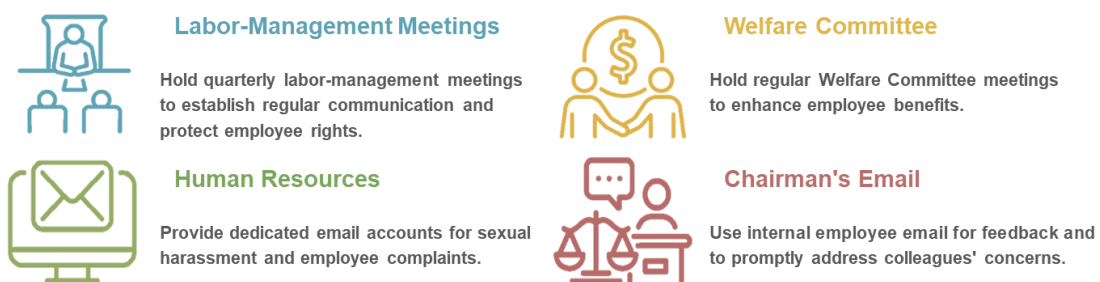 Labor-Management Meetings
Hold quarterly labor-management meetings
to establish regular communication and
protect employee rights.
Welfare Committee
Hold regular Welfare Committee meetings
to enhance employee benefits.
Human Resources
Provide dedicated email accounts for sexual
harassment and employee complaints.
Chairman's Email
Use internal employee email for feedback and
to promptly address colleagues' concerns.